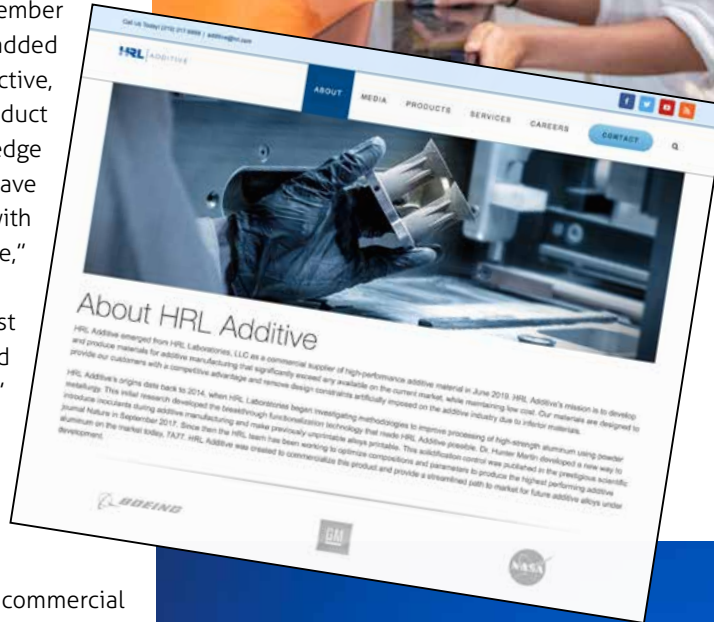 ember
added
ctive,
duct
edge
ave
with
e,"
st
d
"
commercial
Call Us Today! (310) 317 | additive@hrl.com
HRL ADDITIVE
ABOUT
MEDIA
PRODUCTS
SERVICES
CAREERS
CONTACT
About HRL Additive
HRL Additive emerged from HRL Laboratories, LLC as a commercial supplier of high-performance additive material in June 2019. HRL Additive's mission is to develop
and produce materials for additive manufacturing that significantly exceed any available on the current market, while maintaining low cost. Our materials are designed to
provide our customers with a competitive advantage and remove design constraints artificially imposed on the additive industry due to inferior materials.
HRL Additive's origins date back to 2014, when HRL Laboratories began investigating methodologies to improve processing of high-strength aluminum using powder
metallurgy. This initial research developed the breakthrough functionalization technology that made HRL Additive possible. Dr. Hunter Martin developed a new way to
introduce inoculants during additive manufacturing and make previously unprintable alloys printable. This solidification control was published in the prestigious scientific
journal Nature in September 2017. Since then the HRL team has been working to optimize compositions and parameters to produce the highest performing additive
aluminum on the market today, 7A77. HRL Additive was created to commercialize this product and provide a streamlined path to market for future additive alloys under
development.
BOEING
GM
NASA